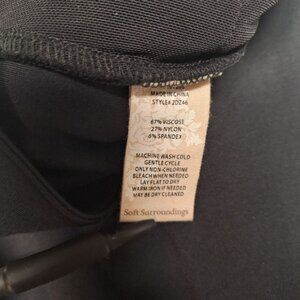 MADE IN CHINA
STYLE# 2DZ46
67% VISCOSE
27% NYLON
6% SPANDEX
MACHINE WASH COLD
GENTLE CYCLE
ONLY NON-CHLORINE
BLEACH WHEN NEEDED
LAY FLAT TO DRY
WARM IRON IF NEEDED
MAY BE DRY CLEANED
Soft Surroundings